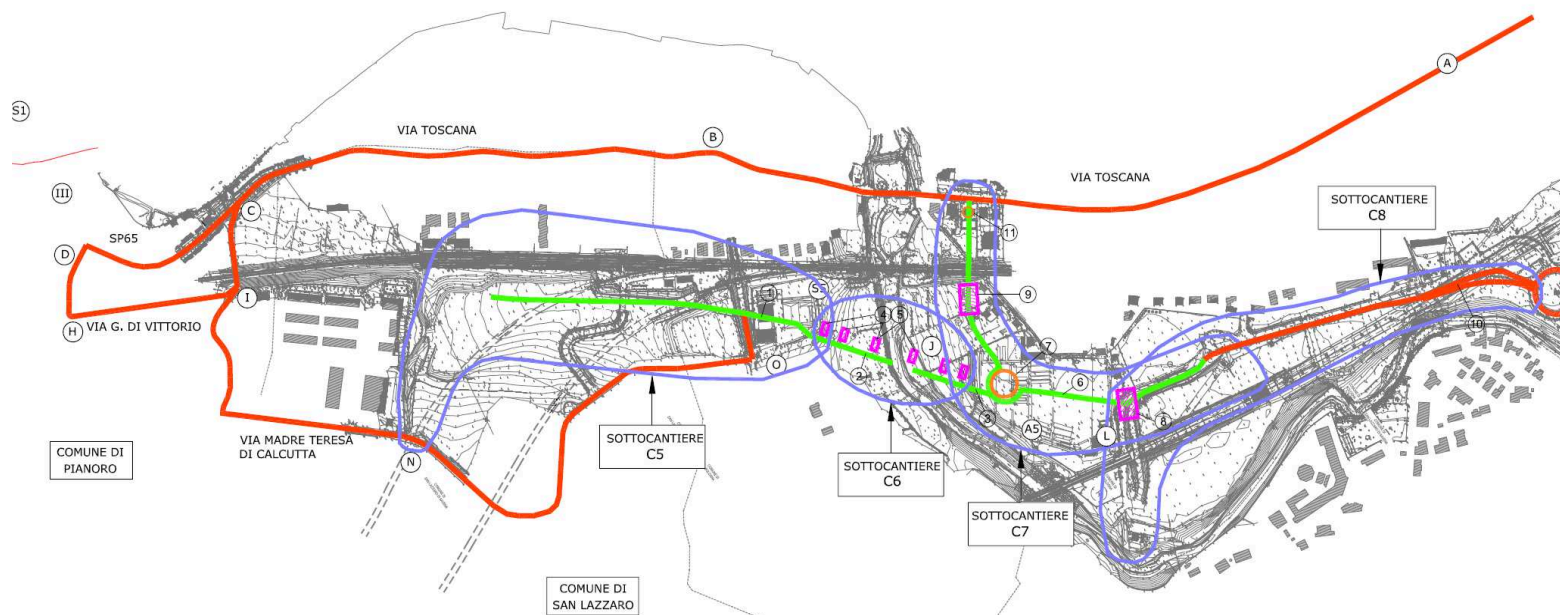 A
S1
VIA TOSCANA
B
VIA TOSCANA
III
SOTTOCANTIERE
C8
C
SP65
11
D
I
S5
9
H
VIA G. DI VITTORIO
1
4
5
10
J
7
2
O
6
3
8
A5
L
VIA MADRE TERESA
DI CALCUTTA
SOTTOCANTIERE
C5
N
COMUNE DI
PIANORO
SOTTOCANTIERE
C6
SOTTOCANTIERE
C7
COMUNE DI
SAN LAZZARO